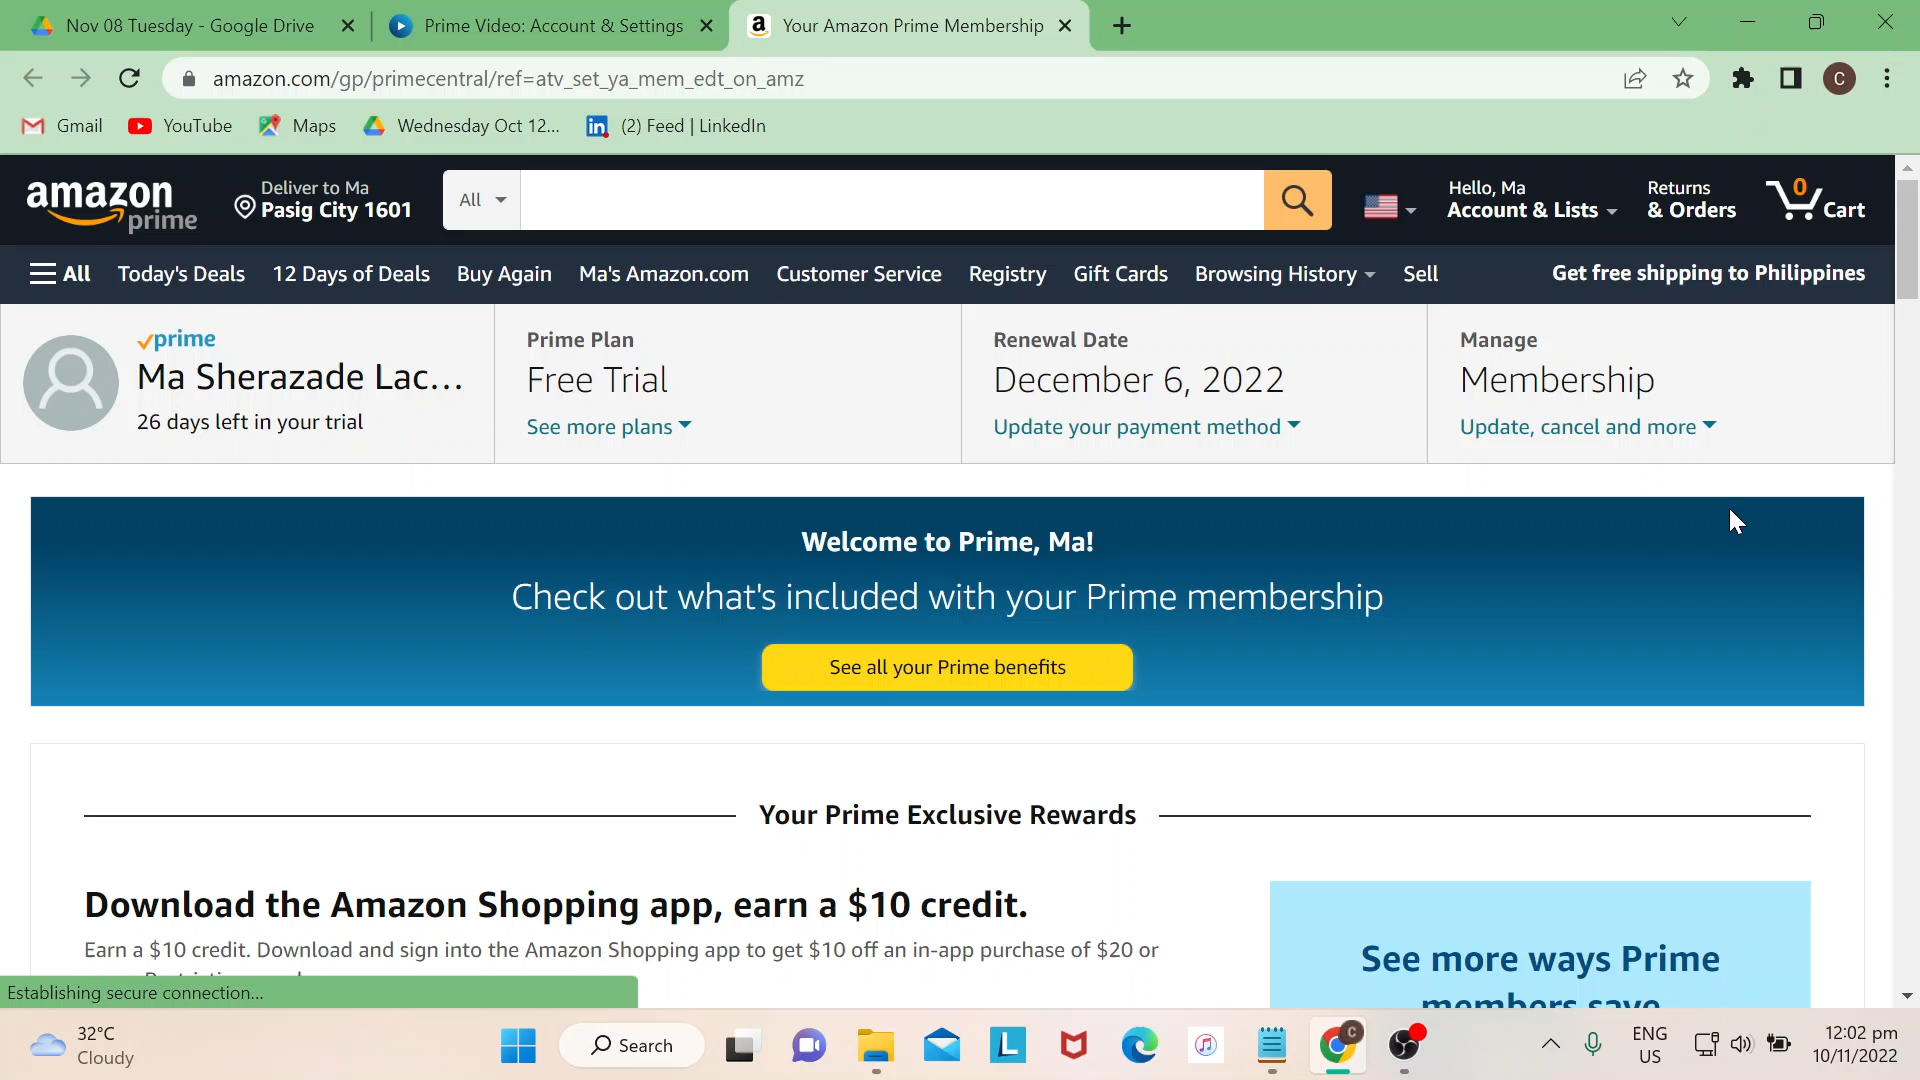 Nov 08 Tuesday - Google Drive
Prime Video: Account & Settings
Your Amazon Prime Membership
amazon.com/gp/primecentral/ref=atv_set_ya_mem_edt_on_amz
C
Gmail
YouTube
Maps
Wednesday Oct 12...
(2) Feed | LinkedIn
amazon prime
Deliver to Ma
Pasig City 1601
All
Hello, Ma
Account & Lists
Returns
& Orders
0
Cart
All
Today's Deals
12 Days of Deals
Buy Again
Ma's Amazon.com
Customer Service
Registry
Gift Cards
Browsing History
Sell
Get free shipping to Philippines
prime
Ma Sherazade Lac...
26 days left in your trial
Prime Plan
Free Trial
See more plans
Renewal Date
December 6, 2022
Update your payment method
Manage
Membership
Update, cancel and more
Welcome to Prime, Ma!
Check out what's included with your Prime membership
See all your Prime benefits
Your Prime Exclusive Rewards
Download the Amazon Shopping app, earn a $10 credit.
Earn a $10 credit. Download and sign into the Amazon Shopping app to get $10 off an in-app purchase of $20 or
See more ways Prime
members save
Establishing secure connection...
32°C
Cloudy
Search
ENG
US
12:02 pm
10/11/2022